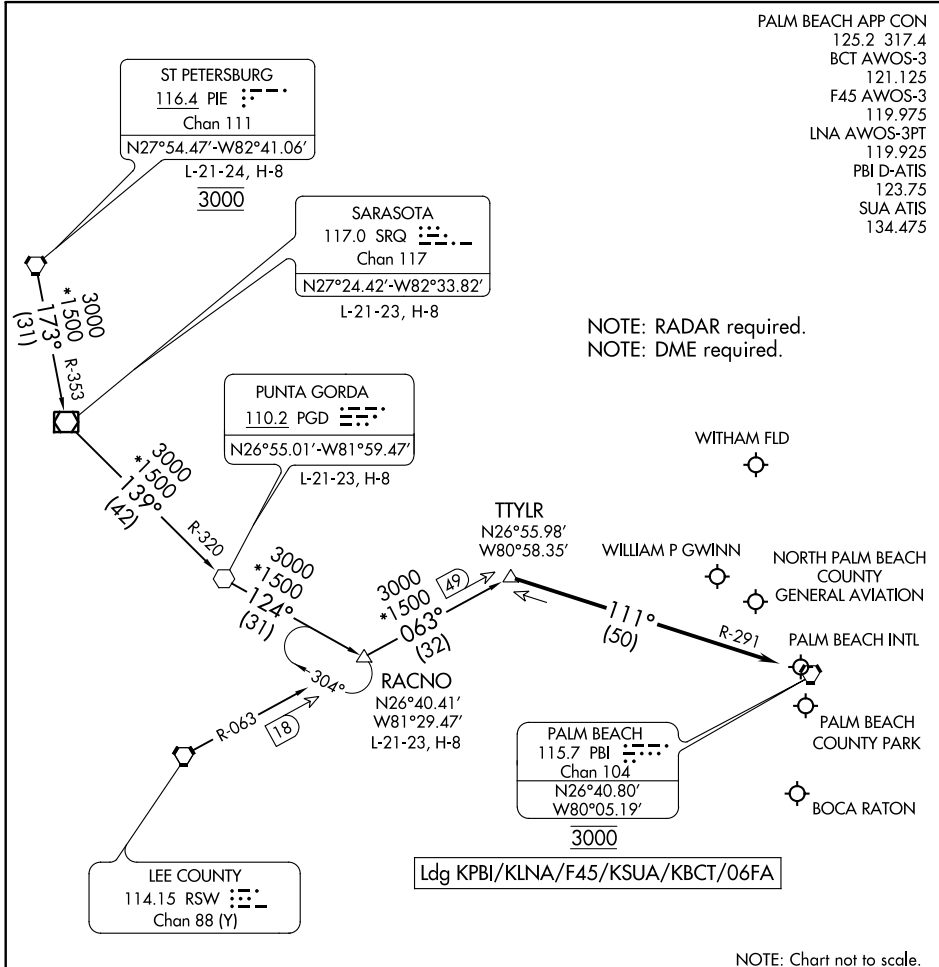 PALM BEACH APP CON
125.2 317.4
BCT AWOS-3
121.125
F45 AWOS-3
119.975
LNA AWOS-3PT
119.925
PBI D-ATIS
123.75
SUA ATIS
134.475
ST PETERSBURG
116.4 PIE
Chan 111
N27°54.47'-W82°41.06'
L-21-24, H-8
3000
SARASOTA
117.0 SRQ
Chan 117
N27°24.42'-W82°33.82'
L-21-23, H-8
3000
*1500
173°
(31)
R-353
NOTE: RADAR required.
NOTE: DME required.
PUNTA GORDA
110.2 PGD
N26°55.01'-W81°59.47'
L-21-23, H-8
3000
*1500
139°
(42)
R-320
WITHAM FLD
TTYLR
N26°55.98'
W80°58.35'
WILLIAM P GWINN
NORTH PALM BEACH
COUNTY
GENERAL AVIATION
3000
*1500
124°
(31)
3000
*1500
063°
(32)
49
111°
(50)
R-291
PALM BEACH INTL
304°
RACNO
N26°40.41'
W81°29.47'
L-21-23, H-8
R-063
18
PALM BEACH
115.7 PBI
Chan 104
N26°40.80'
W80°05.19'
3000
PALM BEACH
COUNTY PARK
BOCA RATON
Ldg KPBI/KLNA/F45/KSUA/KBCT/06FA
LEE COUNTY
114.15 RSW
Chan 88 (Y)
NOTE: Chart not to scale.